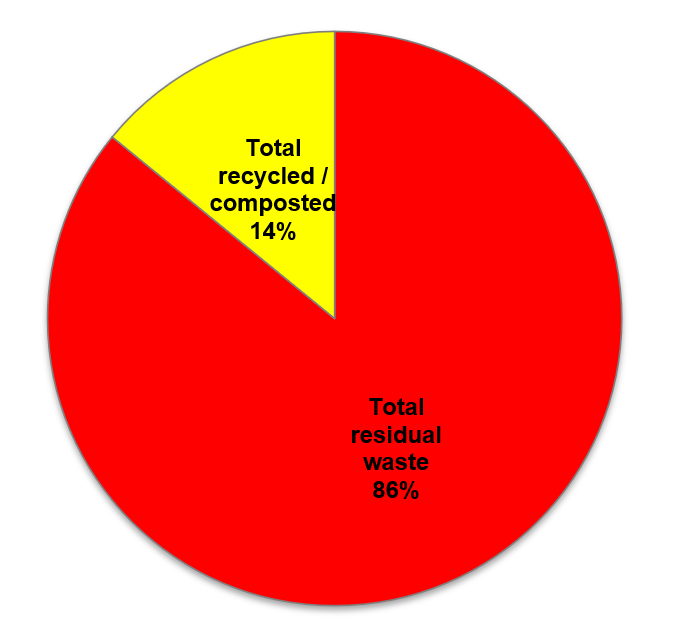 Total
recycled /
composted
14%
Total
residual
waste
86%